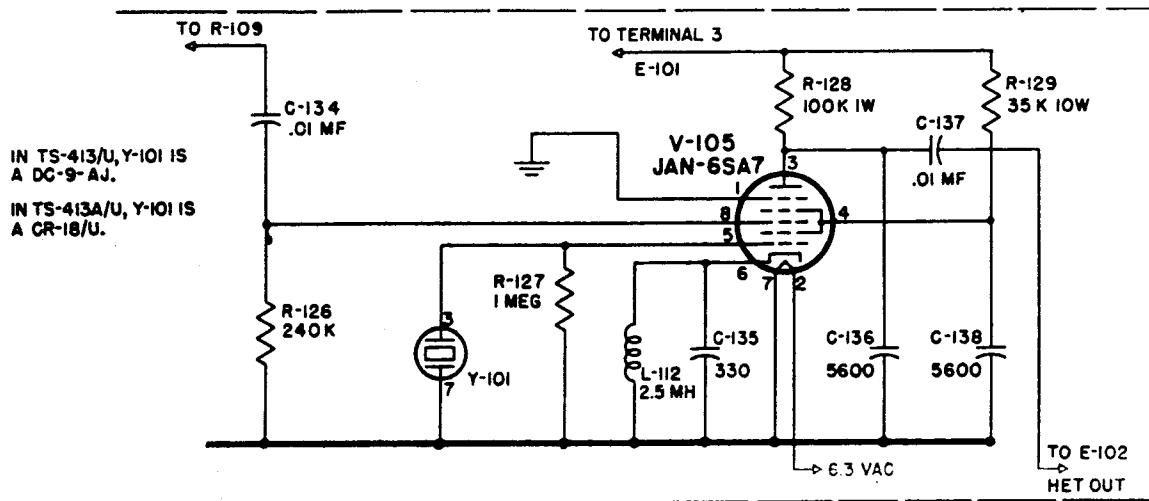 TO R-109
C-134
.01 MF
IN TS-413/U, Y-101 IS
A DC-9-AJ.
IN TS-413A/U, Y-101 IS
A CR-18/U.
R-126
240K
3
Y-101
7
R-127
1 MEG
TO TERMINAL 3
E-101
R-128
100K 1W
R-129
35K 10W
C-137
.01 MF
V-105
JAN-6SA7
3
1
8
4
5
6
7
2
L-112
2.5 MH
C-135
330
C-136
5600
C-138
5600
6.3 VAC
TO E-102
HET OUT